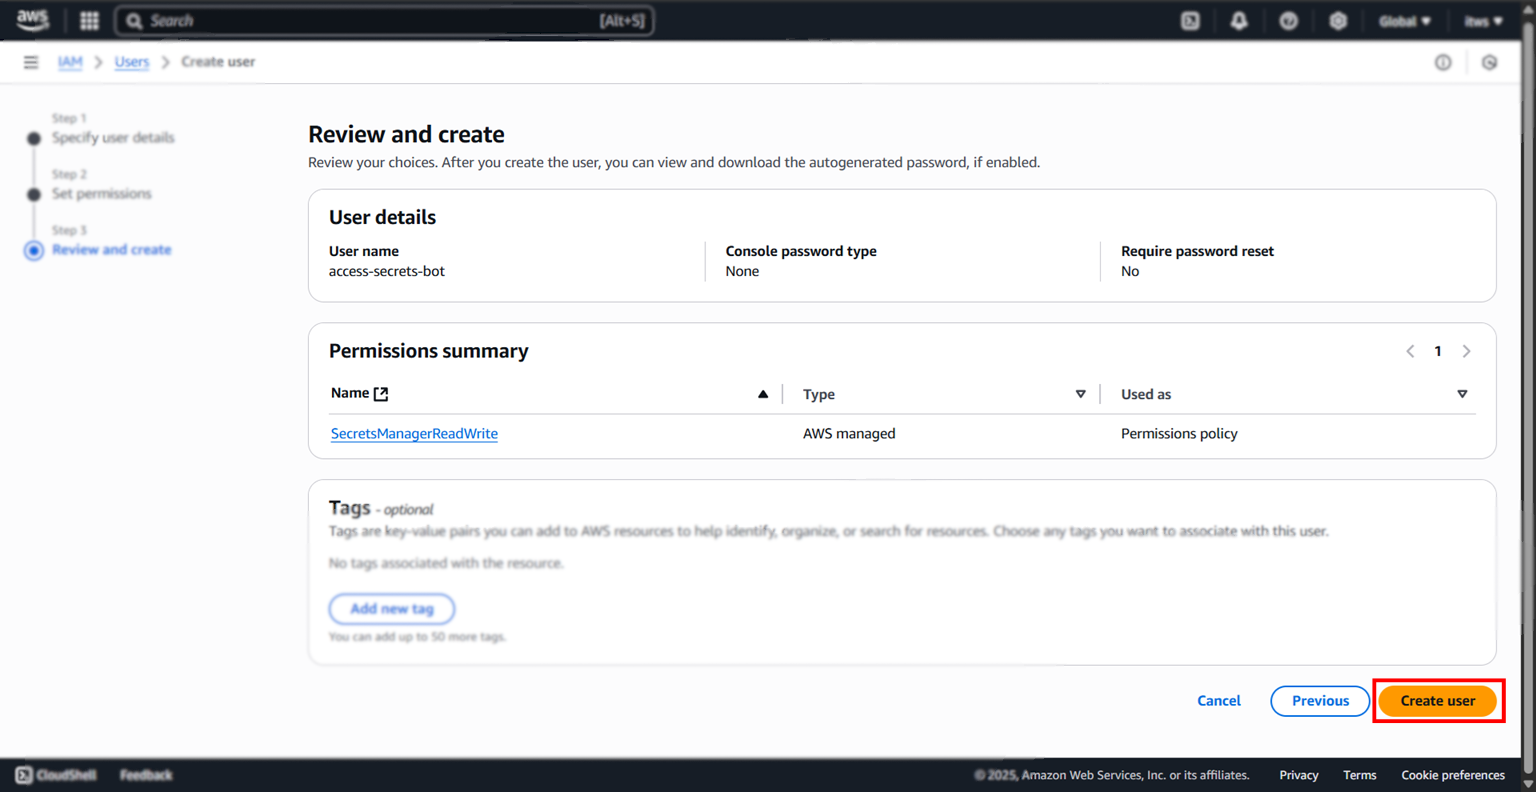 aws
Search [Alt+S] Global itws
IAM Users Create user
Step 1
Specify user details
Step 2
Set permissions
Step 3
Review and create
Review and create
Review your choices. After you create the user, you can view and download the autogenerated password, if enabled.
User details
User name Console password type Require password reset
access-secrets-bot None No
Permissions summary
1
Name Type Used as
SecretsManagerReadWrite AWS managed Permissions policy
Tags - optional
Tags are key-value pairs you can add to AWS resources to help identify, organize, or search for resources. Choose any tags you want to associate with this user.
No tags associated with the resource.
Add new tag
You can add up to 50 more tags.
Cancel Previous Create user
CloudShell Feedback © 2025, Amazon Web Services, Inc. or its affiliates. Privacy Terms Cookie preferences